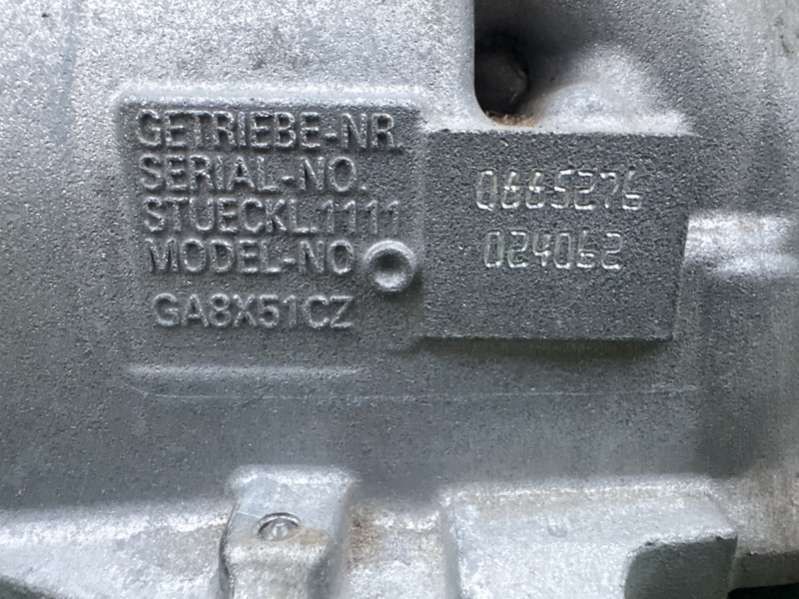 GETRIEBE-NR.
SERIAL-NO.
STUECKL.1111
MODEL-NO
GA8X51CZ
0665276
024062